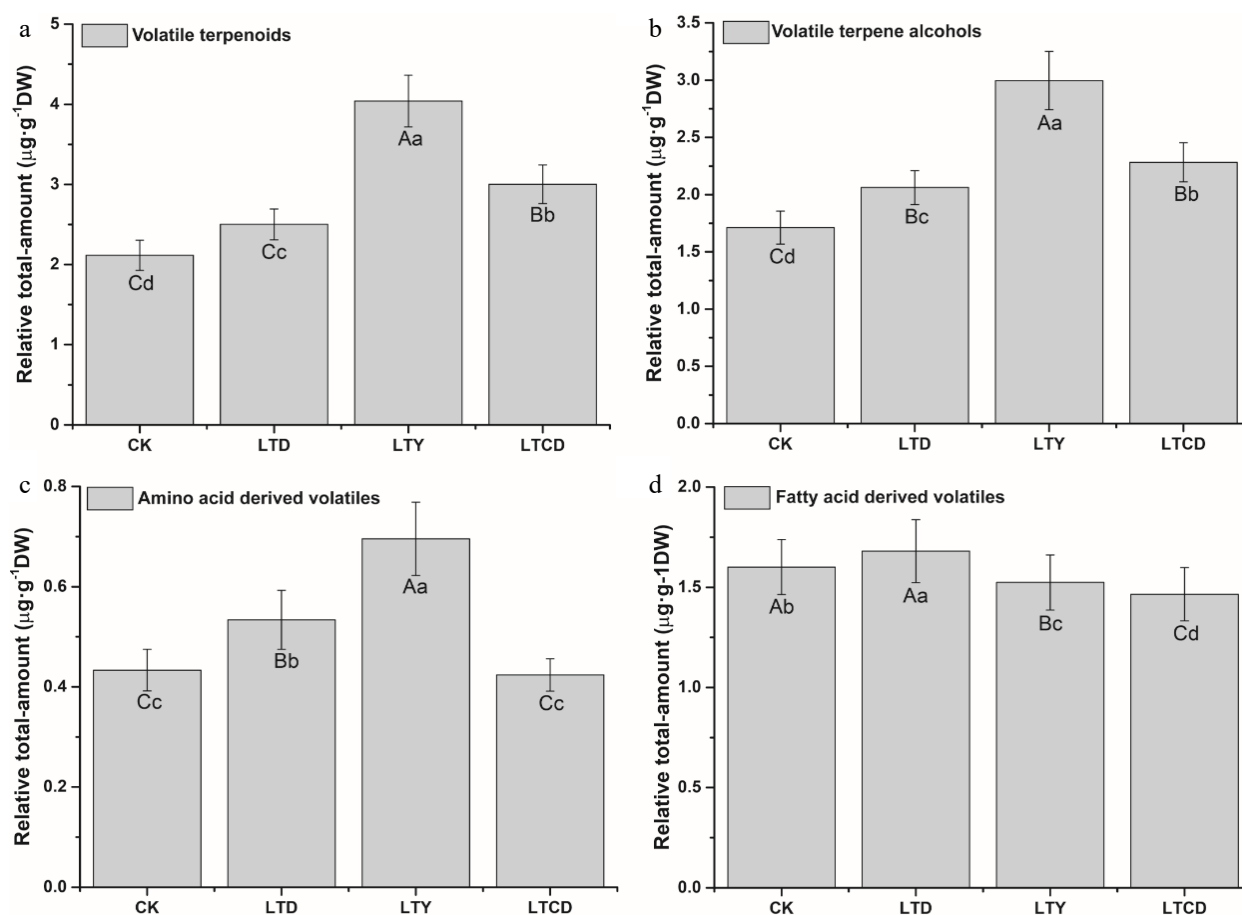 a
Volatile terpenoids
Relative total-amount (μg·g⁻¹DW)
5
4
3
2
1
0
Cd
Cc
Aa
Bb
CK
LTD
LTY
LTCD
b
Volatile terpene alcohols
Relative total-amount (μg·g⁻¹DW)
3.5
3.0
2.5
2.0
1.5
1.0
0.5
0.0
Cd
Bc
Aa
Bb
CK
LTD
LTY
LTCD
c
Amino acid derived volatiles
Relative total-amount (μg·g⁻¹DW)
0.8
0.6
0.4
0.2
0.0
Cc
Bb
Aa
Cc
CK
LTD
LTY
LTCD
d
Fatty acid derived volatiles
Relative total-amount (μg·g-1DW)
2.0
1.5
1.0
0.5
0.0
Ab
Aa
Bc
Cd
CK
LTD
LTY
LTCD